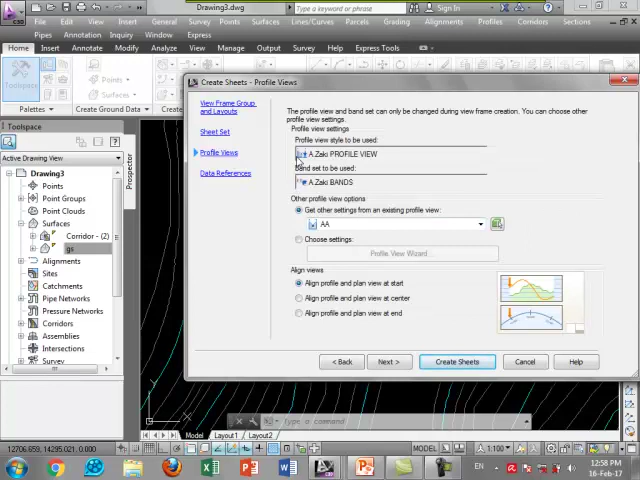 Drawing3.dwg
Type a keyword or phrase
Sign In
File
Edit
View
Insert
General
Survey
Points
Surfaces
Lines/Curves
Parcels
Grading
Alignments
Profiles
Corridors
Sections
Pipes
Parcel
Express
Inquiry
Window
Express
Home
Insert
Annotate
Modify
Analyze
View
Manage
Output
Survey
Help
Express Tools
Toolspace
Points
Surfaces
Palettes
Create Ground Data
Create Sheets - Profile Views
Toolspace
Active Drawing View
Prospector
Drawing3
Points
Point Groups
Point Clouds
Surfaces
Corridor - (2)
gs
Alignments
Sites
Catchments
Pipe Networks
Pressure Networks
Corridors
Assemblies
Intersections
Survey
View Frame Group
and Layouts
Sheet Set
Profile Views
Data References
The profile view and band set can only be changed during view frame creation. Any other
profile view settings.
Profile view settings
Profile view style to be used:
A.Zaki PROFILE VIEW
Band set to be used:
A.Zaki BANDS
Other profile view options
Get other settings from an existing profile view:
AA
Choose settings:
Profile View Wizard...
Align views
Align profile and plan view at start
Align profile and plan view at center
Align profile and plan view at end
< Back
Next >
Create Sheets
Cancel
Help
Y
X
Type a command
Model
Layout1
Layout2
12706.659, 14295.021, 0.000
MODEL
1:100
EN
12:58 PM
16-Feb-17